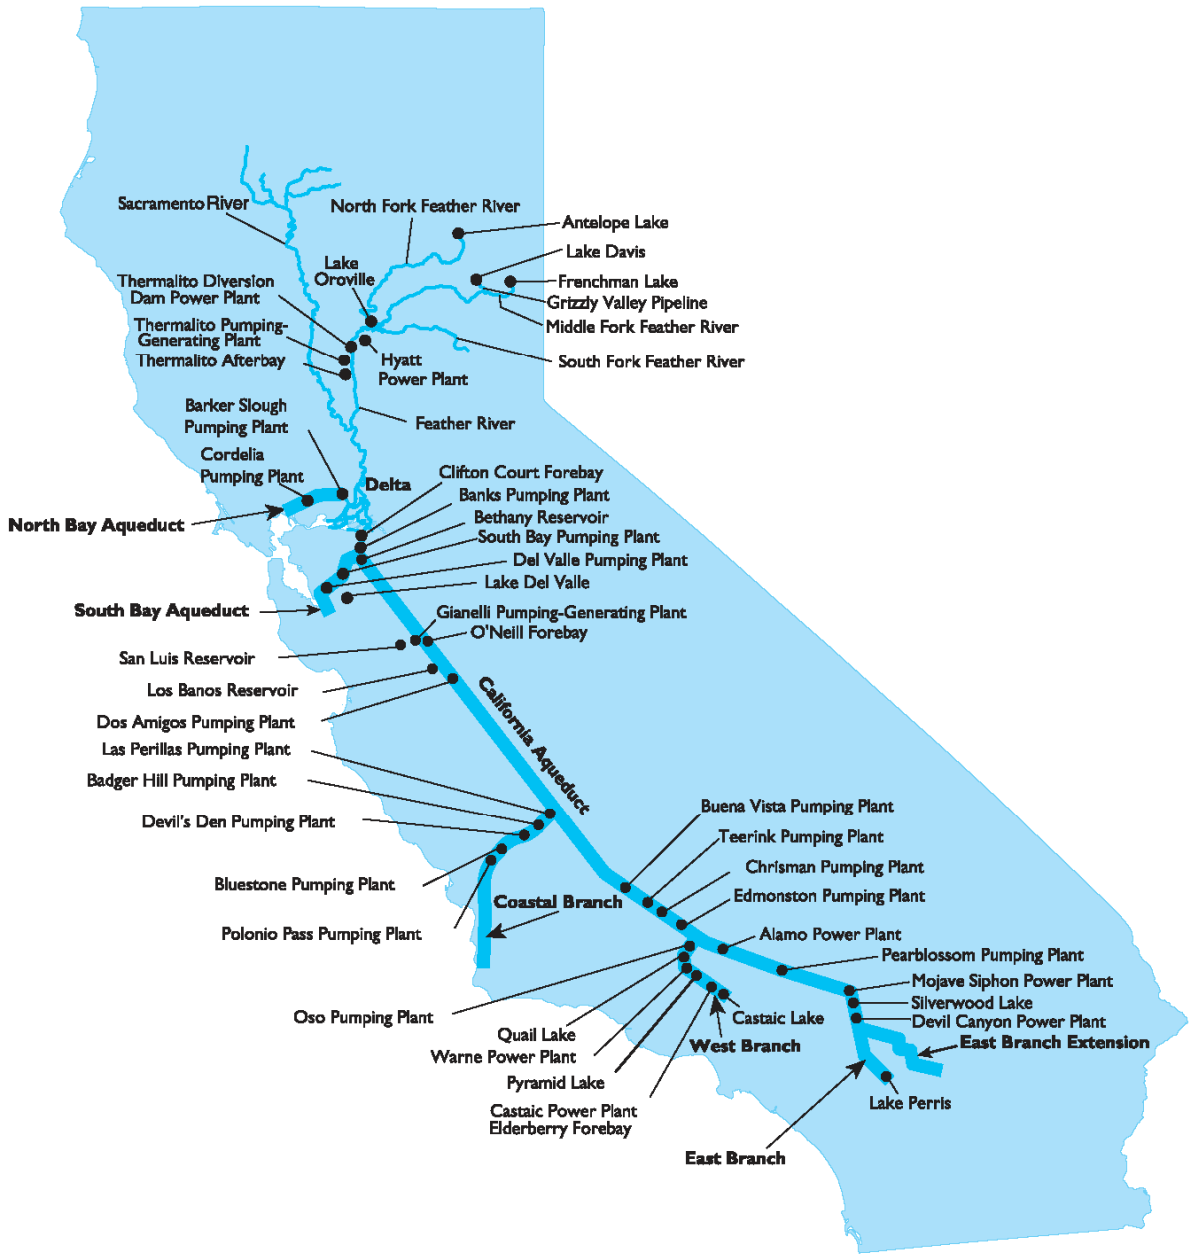 Sacramento River
North Fork Feather River
Antelope Lake
Lake Davis
Lake
Oroville
Frenchman Lake
Thermalito Diversion
Dam Power Plant
Grizzly Valley Pipeline
Middle Fork Feather River
Thermalito Pumping-
Generating Plant
Thermalito Afterbay
Hyatt
Power Plant
South Fork Feather River
Barker Slough
Pumping Plant
Feather River
Cordelia
Pumping Plant
Delta
Clifton Court Forebay
Banks Pumping Plant
Bethany Reservoir
North Bay Aqueduct
South Bay Pumping Plant
Del Valle Pumping Plant
Lake Del Valle
South Bay Aqueduct
Gianelli Pumping-Generating Plant
O'Neill Forebay
San Luis Reservoir
Los Banos Reservoir
Dos Amigos Pumping Plant
California Aqueduct
Las Perillas Pumping Plant
Badger Hill Pumping Plant
Devil's Den Pumping Plant
Buena Vista Pumping Plant
Teerink Pumping Plant
Chrisman Pumping Plant
Bluestone Pumping Plant
Edmonston Pumping Plant
Coastal Branch
Polonio Pass Pumping Plant
Alamo Power Plant
Pearblossom Pumping Plant
Mojave Siphon Power Plant
Silverwood Lake
Devil Canyon Power Plant
Oso Pumping Plant
Castaic Lake
Quail Lake
West Branch
East Branch Extension
Warne Power Plant
Pyramid Lake
Lake Perris
Castaic Power Plant
Elderberry Forebay
East Branch